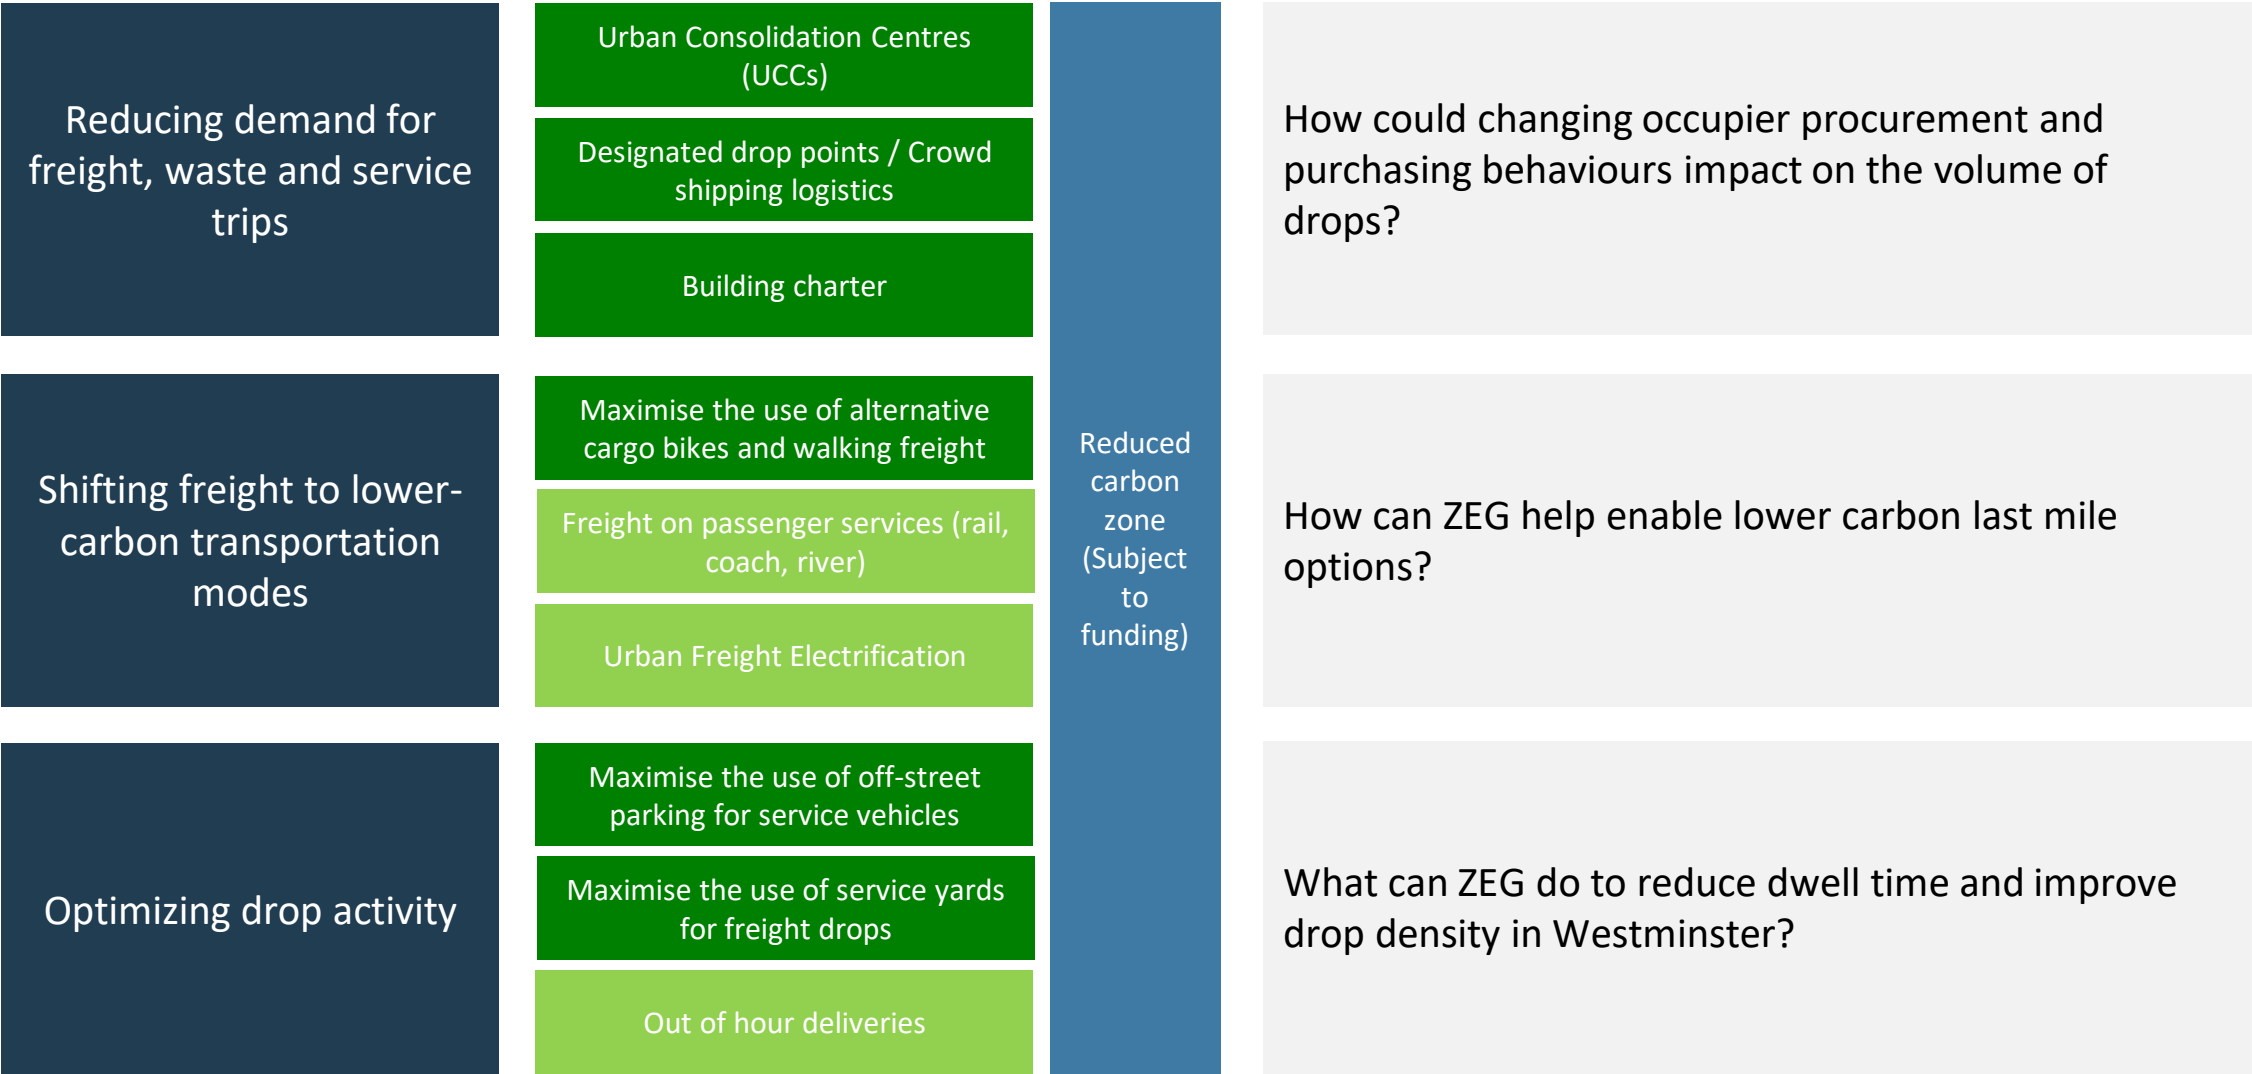 Reducing demand for
freight, waste and service
trips
Urban Consolidation Centres
(UCCs)
Designated drop points / Crowd
shipping logistics
Building charter
How could changing occupier procurement and
purchasing behaviours impact on the volume of
drops?
Shifting freight to lower-
carbon transportation
modes
Maximise the use of alternative
cargo bikes and walking freight
Freight on passenger services (rail,
coach, river)
Urban Freight Electrification
Reduced
carbon
zone
(Subject
to
funding)
How can ZEG help enable lower carbon last mile
options?
Optimizing drop activity
Maximise the use of off-street
parking for service vehicles
Maximise the use of service yards
for freight drops
Out of hour deliveries
What can ZEG do to reduce dwell time and improve
drop density in Westminster?